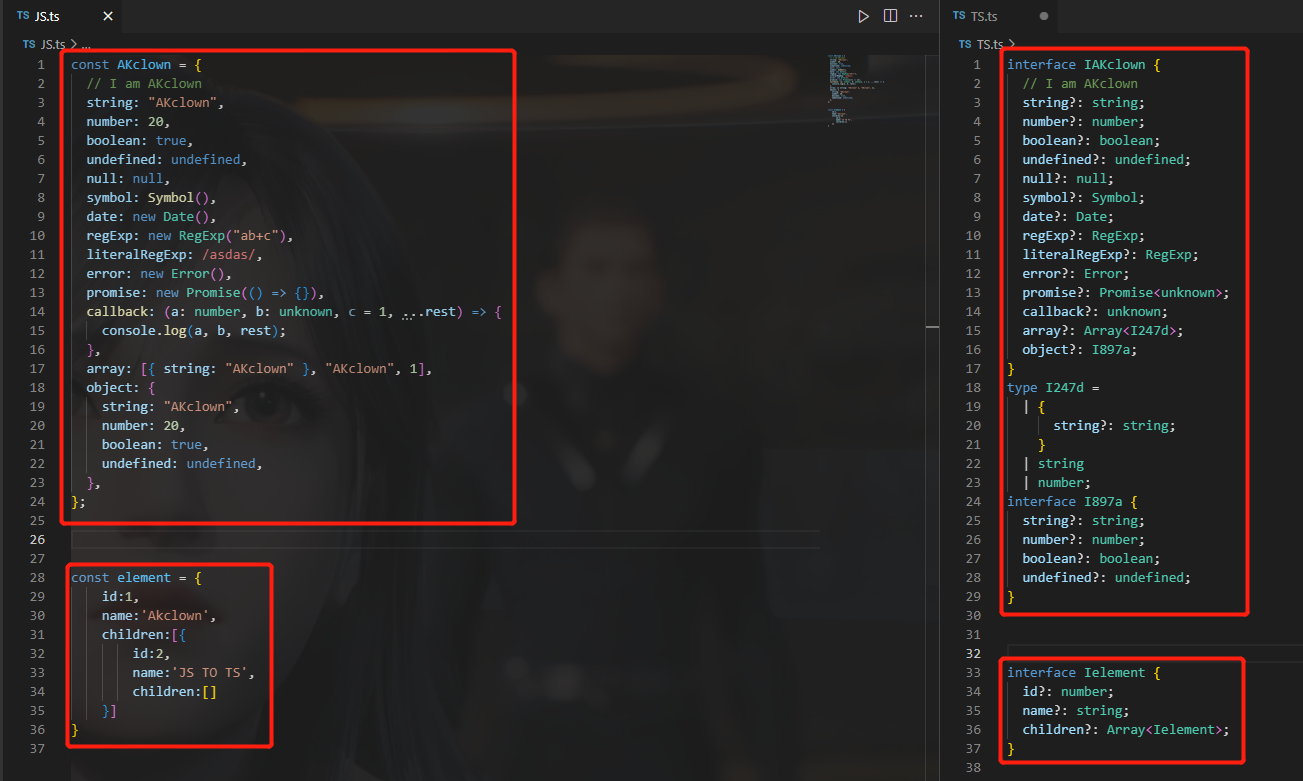 TS JS.ts
TS JS.ts > ...
1 const AKclown = {
2 // I am AKclown
3 string: "AKclown",
4 number: 20,
5 boolean: true,
6 undefined: undefined,
7 null: null,
8 symbol: Symbol(),
9 date: new Date(),
10 regExp: new RegExp("ab+c"),
11 literalRegExp: /asdas/,
12 error: new Error(),
13 promise: new Promise(() => {}),
14 callback: (a: number, b: unknown, c = 1, ...rest) => {
15 console.log(a, b, rest);
16 },
17 array: [{ string: "AKclown" }, "AKclown", 1],
18 object: {
19 string: "AKclown",
20 number: 20,
21 boolean: true,
22 undefined: undefined,
23 },
24 };
25
26
27
28 const element = {
29 id:1,
30 name:'Akclown',
31 children:[{
32 id:2,
33 name:'JS TO TS',
34 children:[]
35 }]
36 }
37
TS TS.ts
TS TS.ts >
1 interface IAKclown {
2 // I am AKclown
3 string?: string;
4 number?: number;
5 boolean?: boolean;
6 undefined?: undefined;
7 null?: null;
8 symbol?: Symbol;
9 date?: Date;
10 regExp?: RegExp;
11 literalRegExp?: RegExp;
12 error?: Error;
13 promise?: Promise<unknown>;
14 callback?: unknown;
15 array?: Array<I247d>;
16 object?: I897a;
17 }
18 type I247d =
19 | {
20 string?: string;
21 }
22 | string
23 | number;
24 interface I897a {
25 string?: string;
26 number?: number;
27 boolean?: boolean;
28 undefined?: undefined;
29 }
30
31
32
33 interface Ielement {
34 id?: number;
35 name?: string;
36 children?: Array<Ielement>;
37 }
38